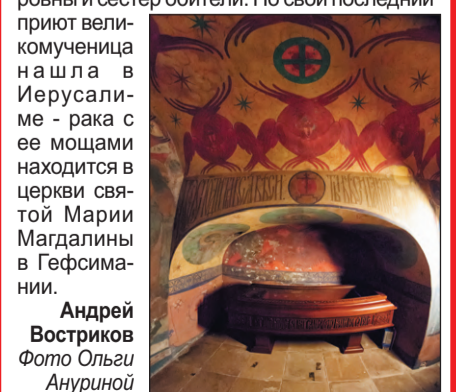 ровны и сестер обители. Но свой последний
приют вели-
комученица
нашла в
Иерусали-
ме - рака с
ее мощами
находится в
церкви свя-
той Марии
Магдалины
в Гефсима-
нии.
Андрей
Востриков
Фото Ольги
Ануриной